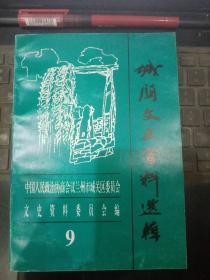 城关文史资料选辑
中国人民政治协商会议兰州市城关区委员会
文史资料委员会编
9